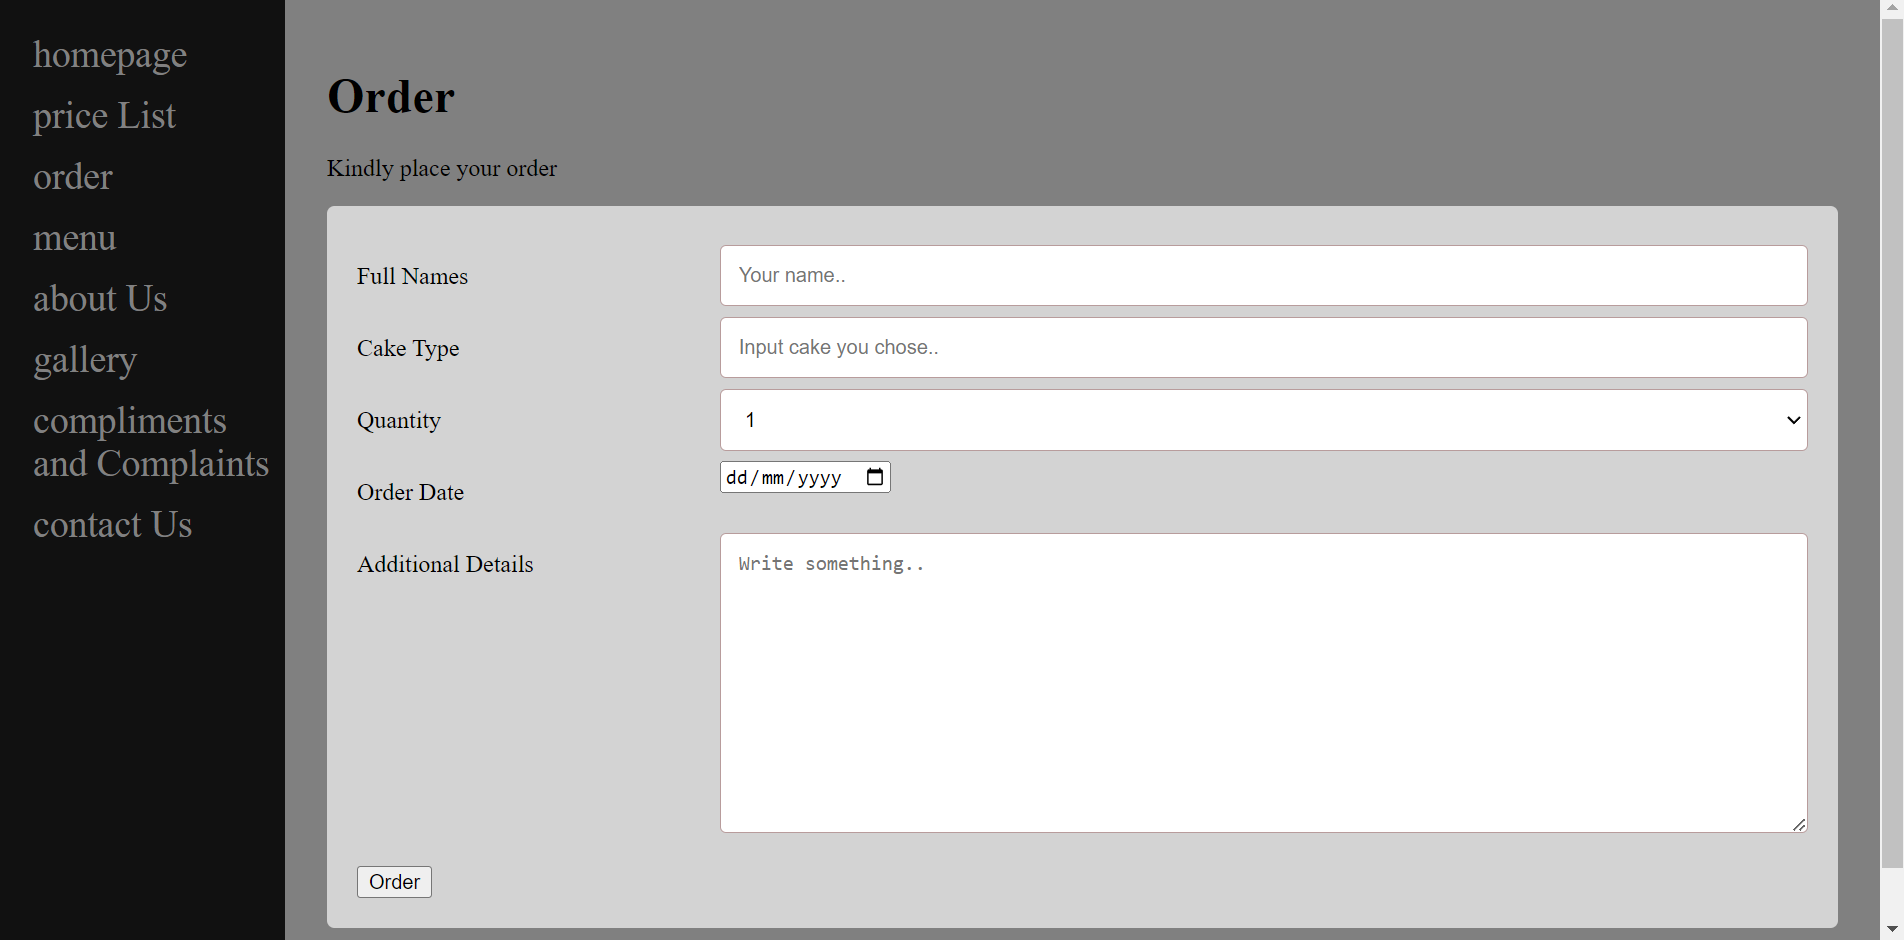 homepage
price List
order
menu
about Us
gallery
compliments
and Complaints
contact Us
Order
Kindly place your order
Full Names
Your name..
Cake Type
Input cake you chose..
Quantity
1
Order Date
dd/mm/yyyy
Additional Details
Write something..
Order